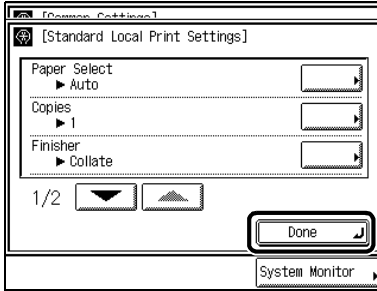 [Common Settings]
[Standard Local Print Settings]
Paper Select
► Auto
Copies
► 1
Finisher
► Collate
1/2
Done
System Monitor